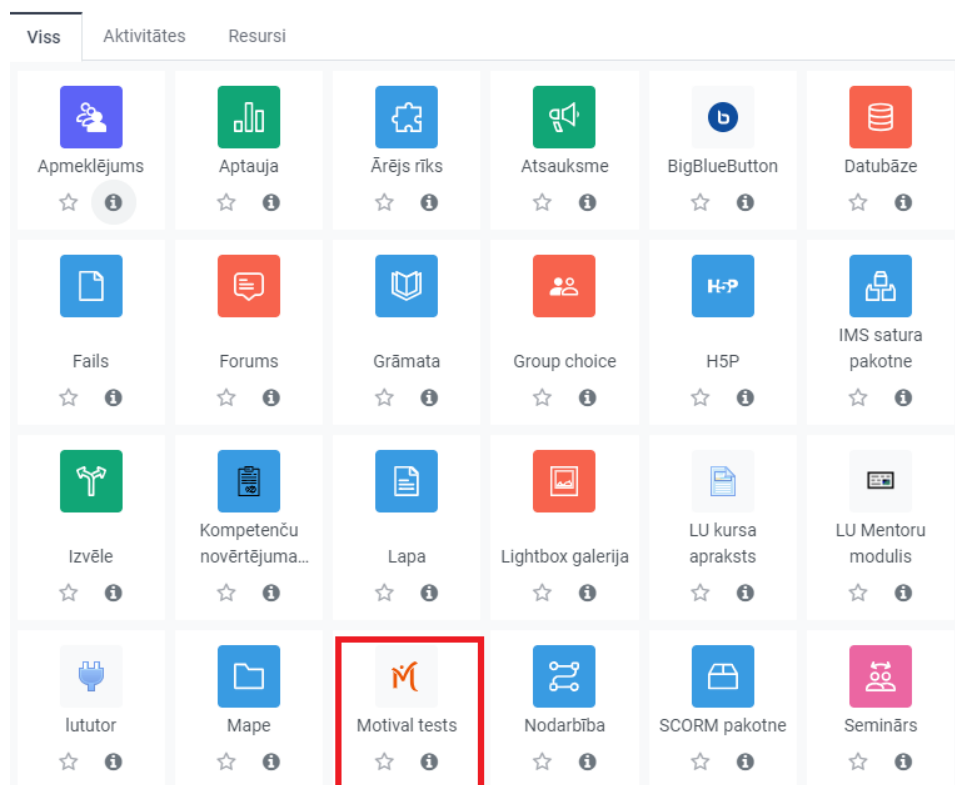 Viss Aktivitātes Resursi
Apmeklējums Aptauja Ārējs rīks Atsauksme BigBlueButton Datubāze
H5P
IMS satura
Fails Forums Grāmata Group choice H5P pakotne
Kompetenču LU kursa LU Mentoru
Izvēle novērtējuma... Lapa Lightbox galerija apraksts modulis
lututor Mape Motival tests Nodarbība SCORM pakotne Seminārs